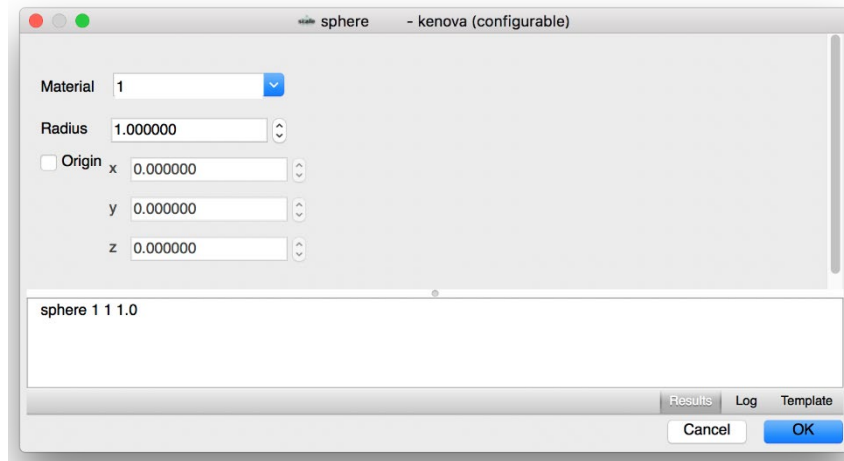 scale sphere - kenova (configurable)
Material 1
Radius 1.000000
Origin x 0.000000
y 0.000000
z 0.000000
sphere 1 1 1.0
Results Log Template
Cancel OK